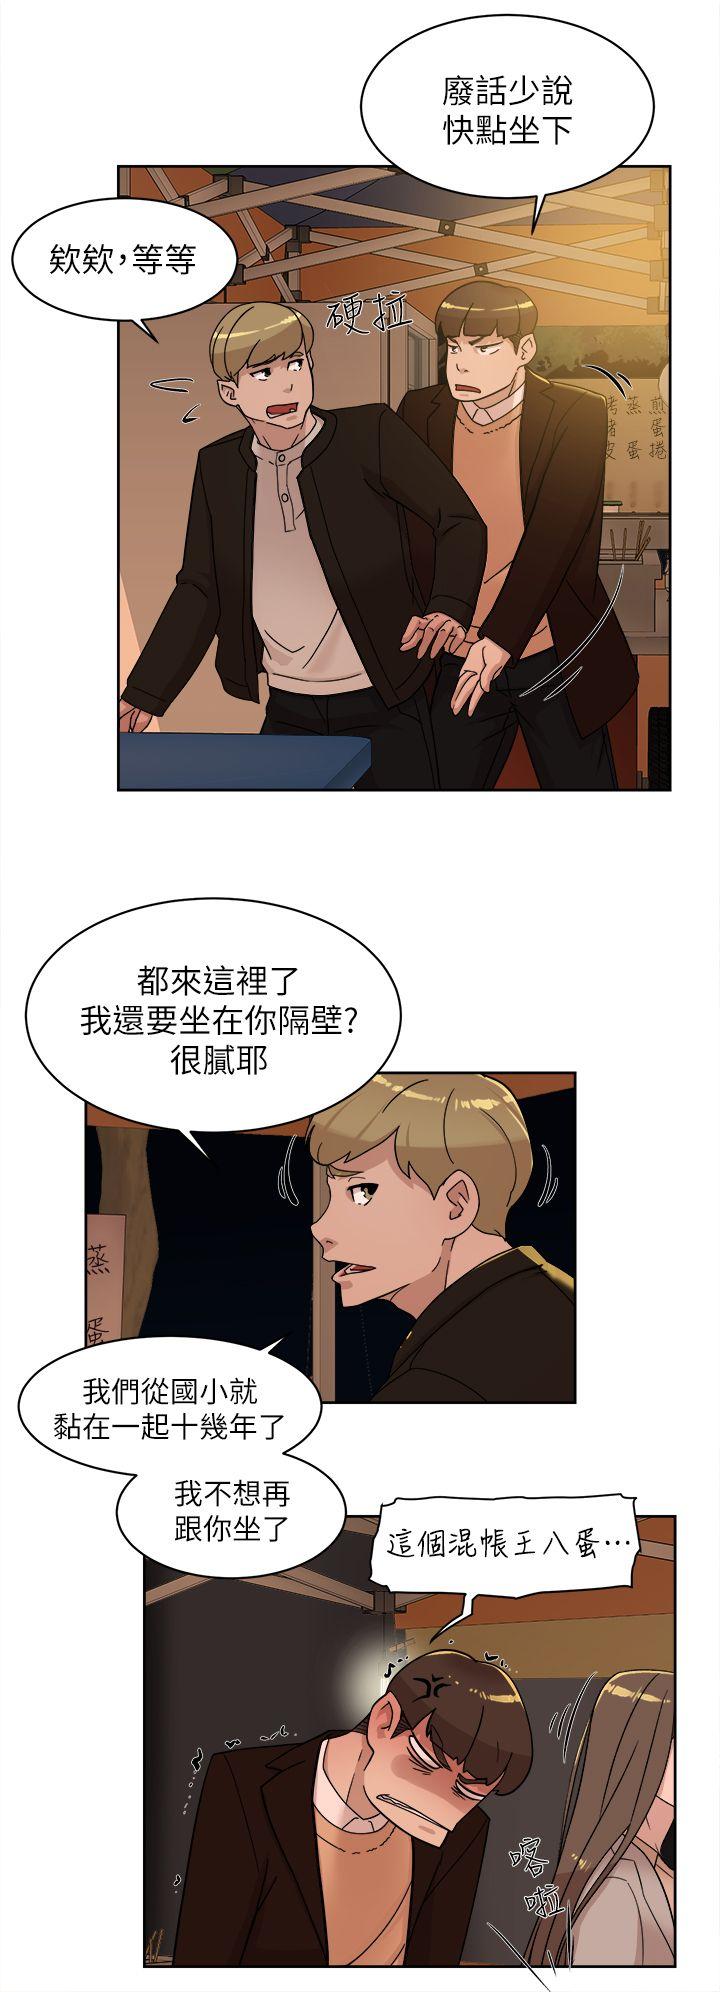 廢話少說
快點坐下
欸欸，等等
硬拉
煎蛋捲
蒸蛋
烤豬皮
都來這裡了
我還要坐在你隔壁?
很膩耶
蒸蛋
我們從國小就
黏在一起十幾年了
我不想再
跟你坐了
這個混帳王八蛋…
喀啦